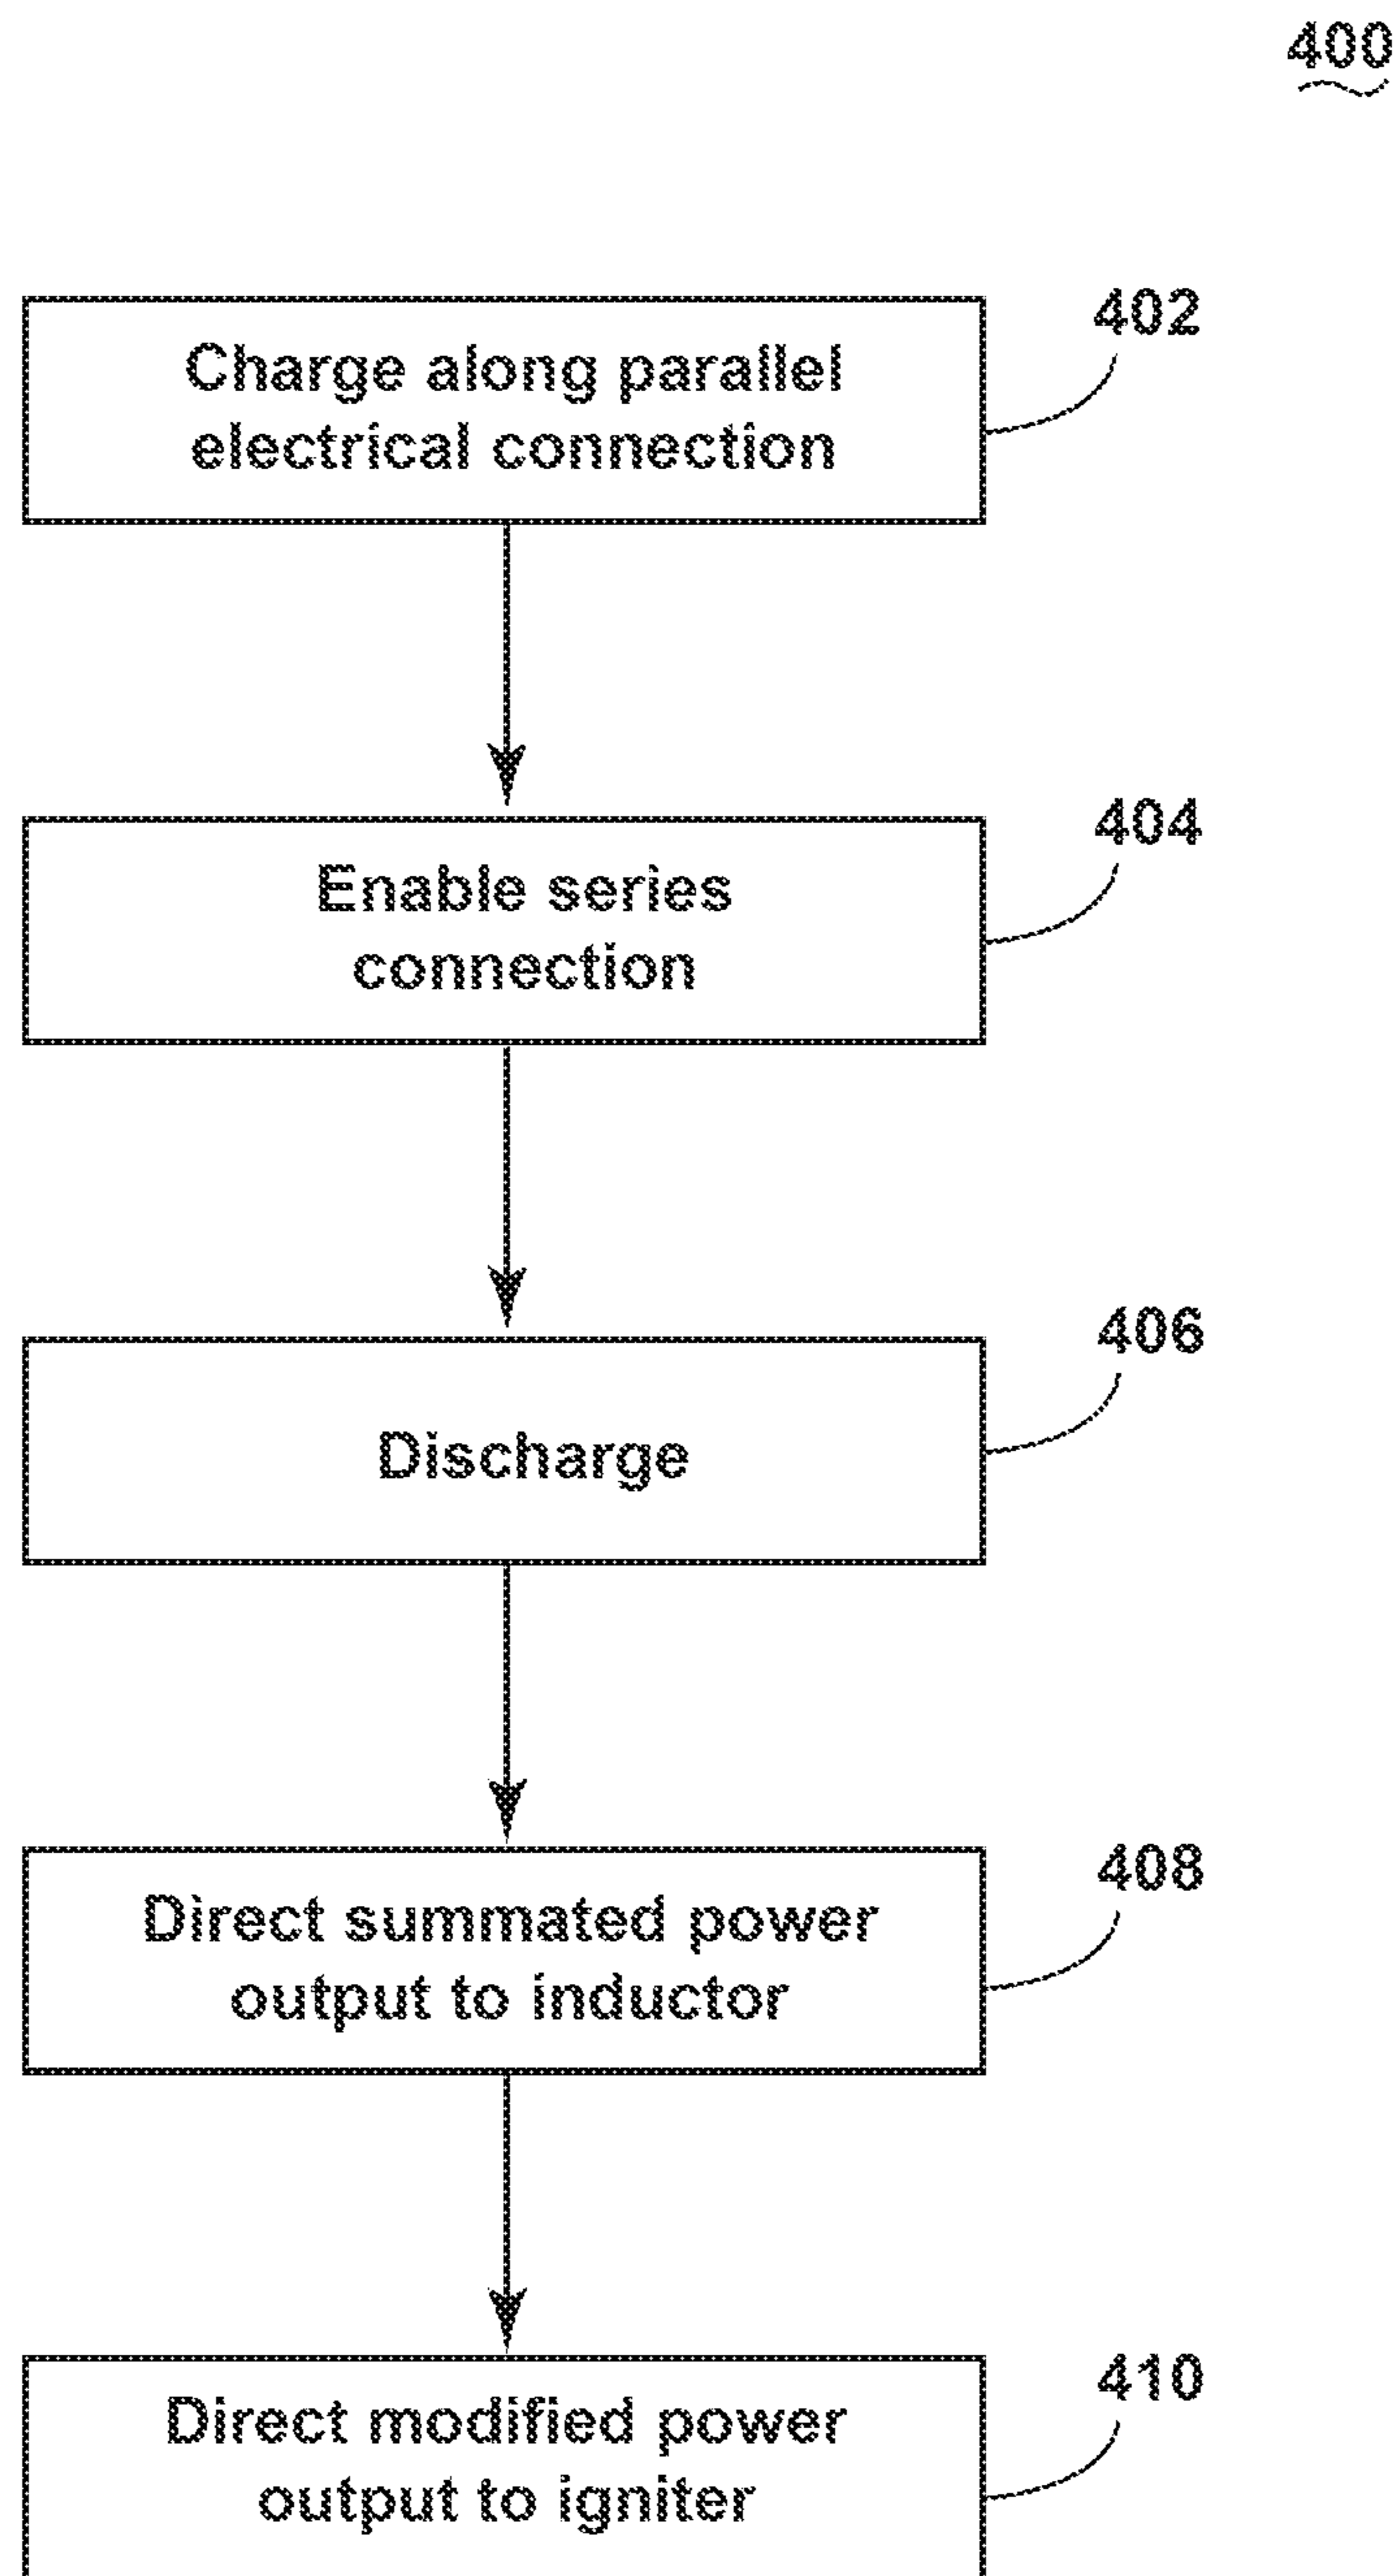 400
Charge along parallel
electrical connection
402
Enable series
connection
404
Discharge
406
Direct summated power
output to inductor
408
Direct modified power
output to igniter
410